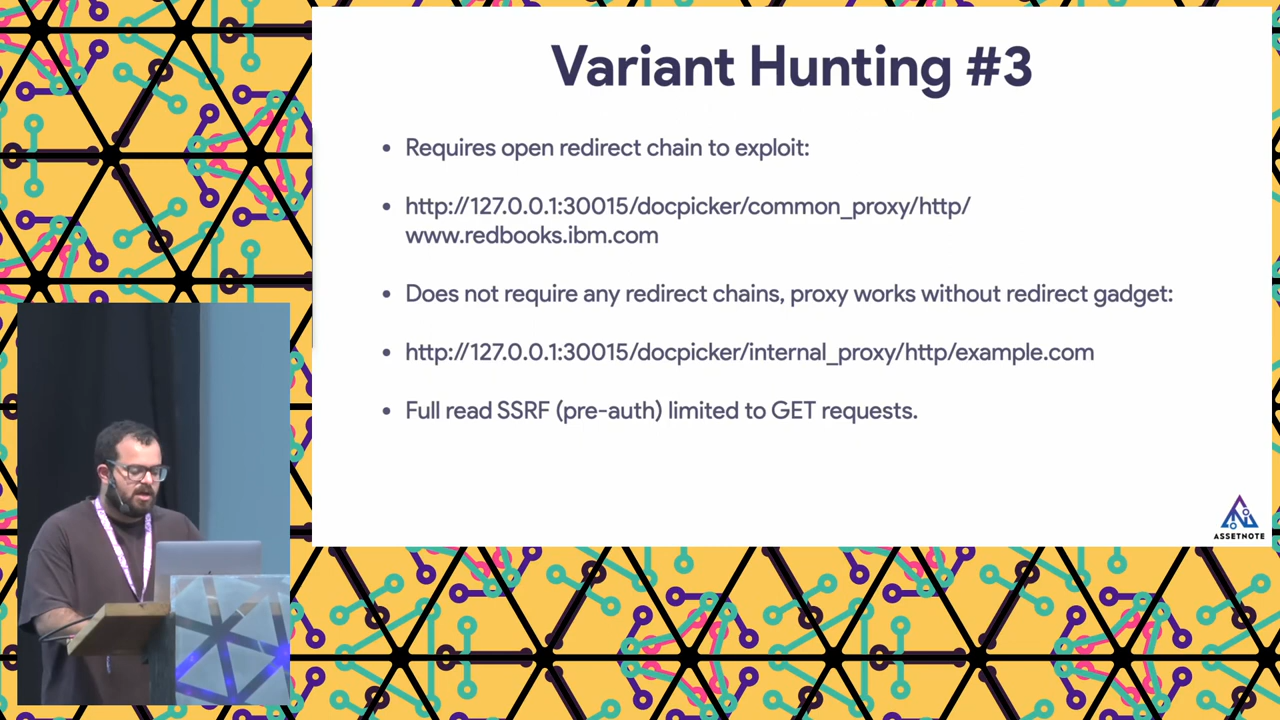 Variant Hunting #3
• Requires open redirect chain to exploit:
• http://127.0.0.1:30015/docpicker/common_proxy/http/
www.redbooks.ibm.com
• Does not require any redirect chains, proxy works without redirect gadget:
• http://127.0.0.1:30015/docpicker/internal_proxy/http/example.com
• Full read SSRF (pre-auth) limited to GET requests.
ASSETNOTE